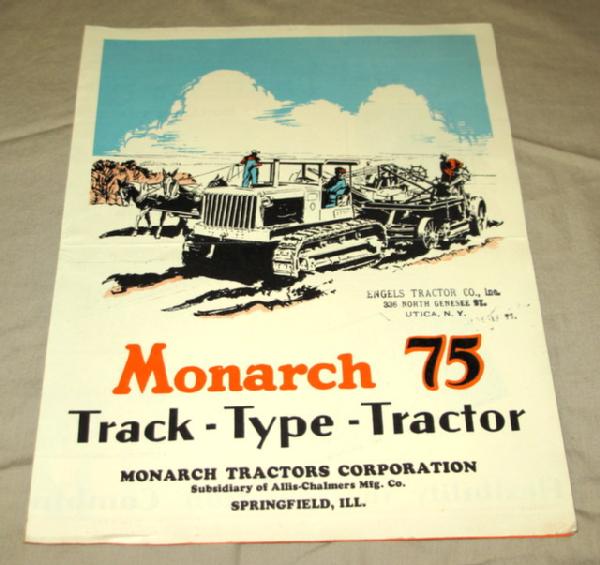 ENGELS TRACTOR CO., Inc.
336 NORTH GENESEE ST.
UTICA, N. Y.
Monarch 75
Track - Type - Tractor
MONARCH TRACTORS CORPORATION
Subsidiary of Allis-Chalmers Mfg. Co.
SPRINGFIELD, ILL.